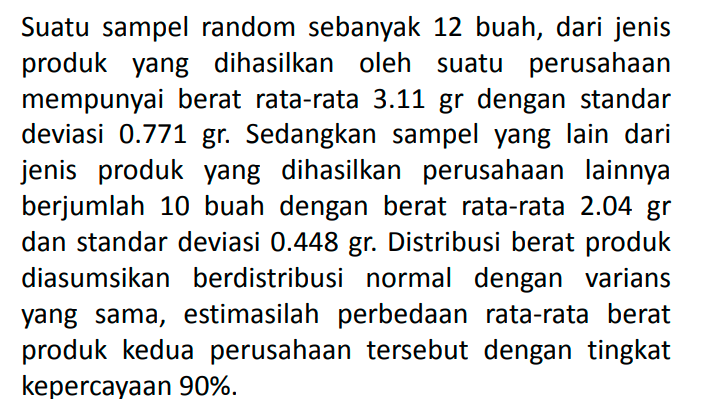 Suatu sampel random sebanyak 12 buah, dari jenis
produk yang dihasilkan oleh suatu perusahaan
mempunyai berat rata-rata 3.11 gr dengan standar
deviasi 0.771 gr. Sedangkan sampel yang lain dari
jenis produk yang dihasilkan perusahaan lainnya
berjumlah 10 buah dengan berat rata-rata 2.04 gr
dan standar deviasi 0.448 gr. Distribusi berat produk
diasumsikan berdistribusi normal dengan varians
yang sama, estimasilah perbedaan rata-rata berat
produk kedua perusahaan tersebut dengan tingkat
kepercayaan 90%.